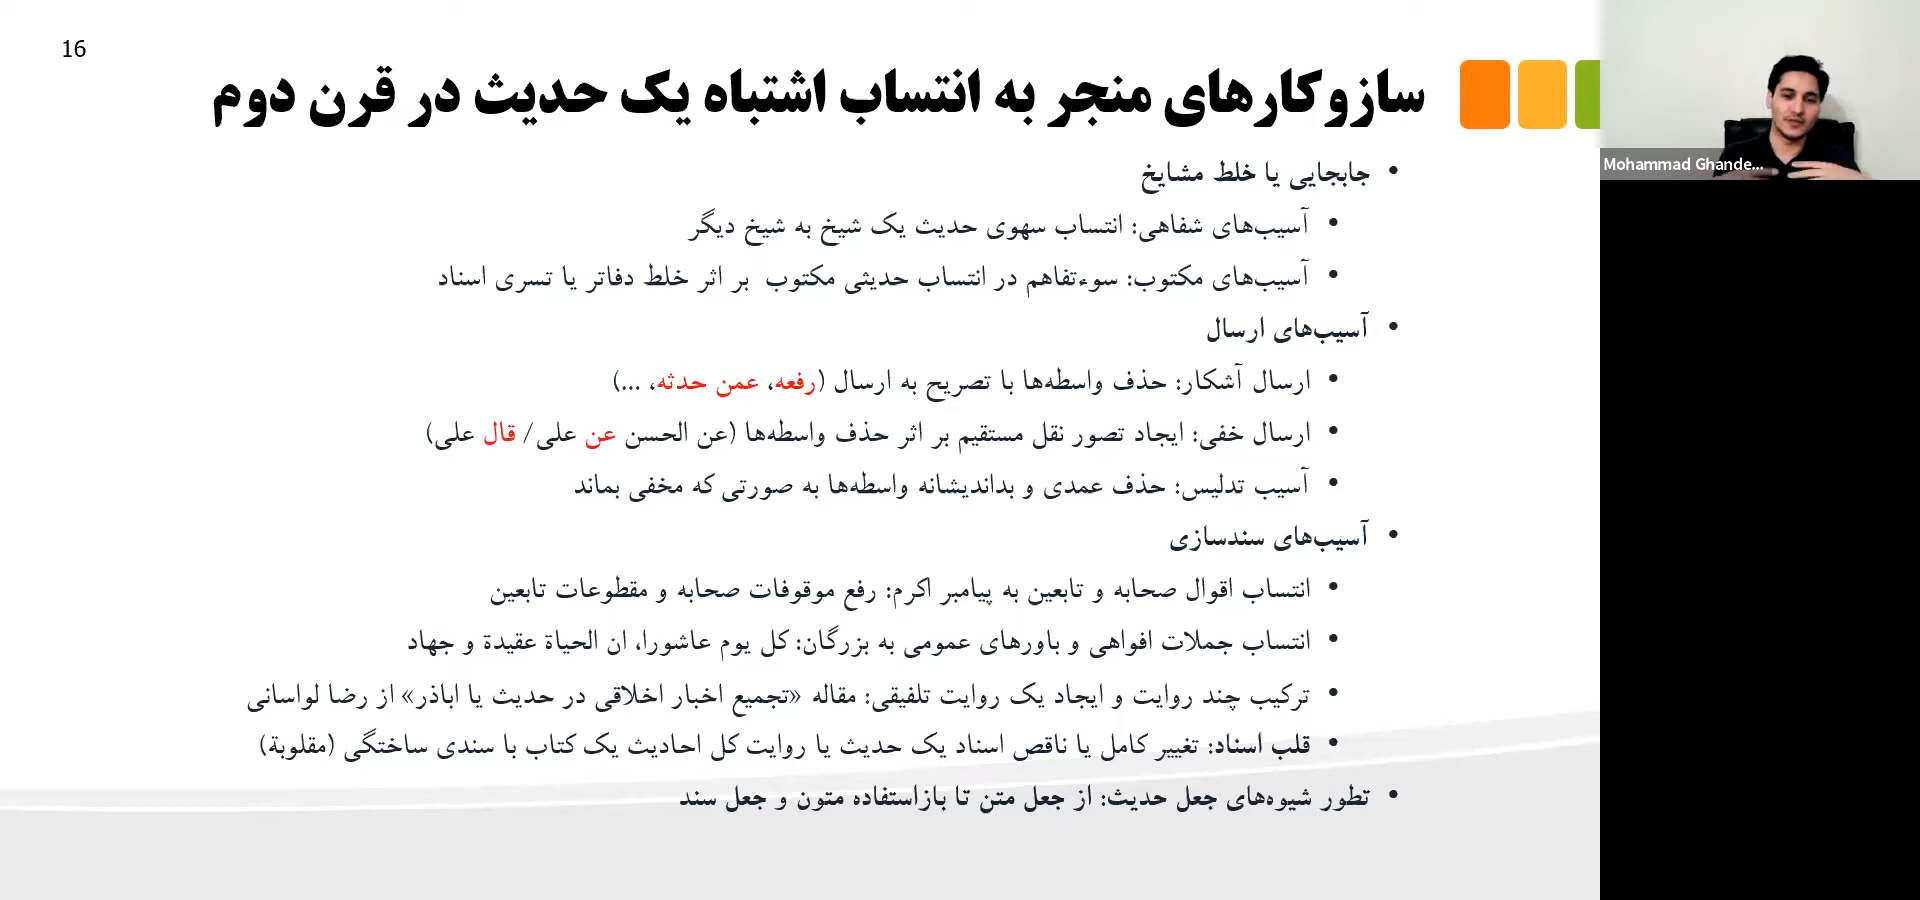 16
سازوکارهای منجر به انتساب اشتباه یک حدیث در قرن دوم
Mohammad Ghande...
• جابجایی یا خلط مشایخ
• آسیب‌های شفاهی: انتساب سهوی حدیث یک شیخ به شیخ دیگر
• آسیب‌های مکتوب: سوءتفاهم در انتساب حدیثی مکتوب بر اثر خلط دفاتر یا تسری اسناد
• آسیب‌های ارسال
• ارسال آشکار: حذف واسطه‌ها با تصریح به ارسال (رفعه، عمن حدثه، ...)
• ارسال خفی: ایجاد تصور نقل مستقیم بر اثر حذف واسطه‌ها (عن الحسن عن علی/ قال علی)
• آسیب تدلیس: حذف عمدی و بداندیشانه واسطه‌ها به صورتی که مخفی بماند
• آسیب‌های سندسازی
• انتساب اقوال صحابه و تابعین به پیامبر اکرم: رفع موقوفات صحابه و مقطوعات تابعین
• انتساب جملات افواهی و باورهای عمومی به بزرگان: کل یوم عاشورا، ان الحیاة عقیدة و جهاد
• ترکیب چند روایت و ایجاد یک روایت تلفیقی: مقاله «تجمیع اخبار اخلاقی در حدیث یا اباذر» از رضا لواسانی
• قلب اسناد: تغییر کامل یا ناقص اسناد یک حدیث یا روایت کل احادیث یک کتاب با سندی ساختگی (مقلوبة)
• تطور شیوه‌های جعل حدیث: از جعل متن تا بازاستفاده متون و جعل سند